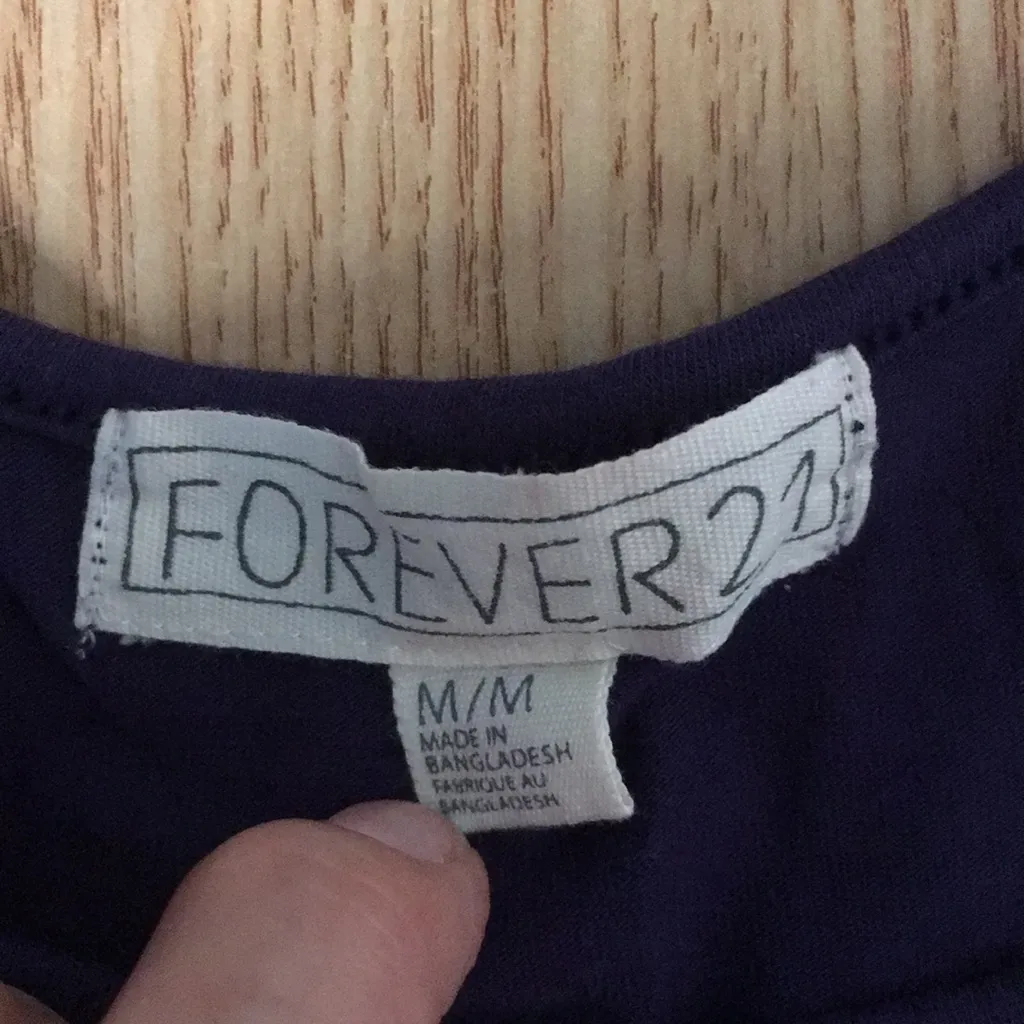 FOREVER 21
M/M
MADE IN
BANGLADESH
FABRIQUE AU
BANGLADESH